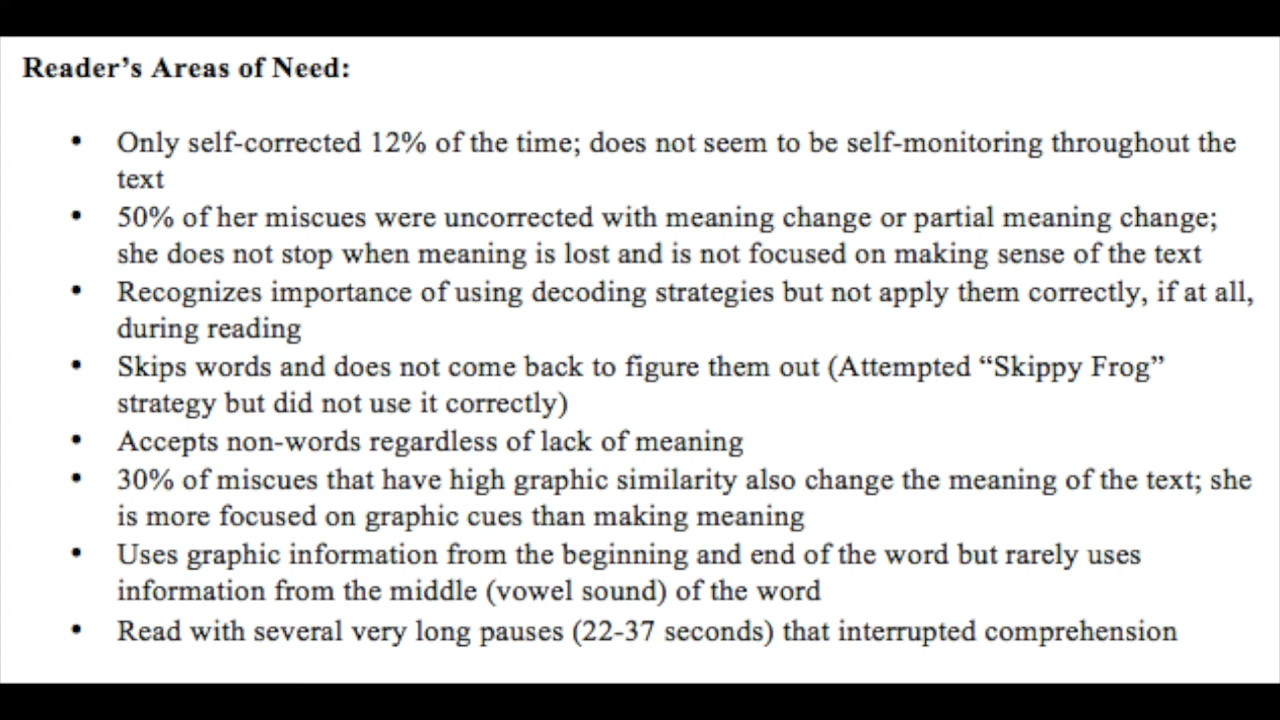 Reader’s Areas of Need:
• Only self-corrected 12% of the time; does not seem to be self-monitoring throughout the
text
• 50% of her miscues were uncorrected with meaning change or partial meaning change;
she does not stop when meaning is lost and is not focused on making sense of the text
• Recognizes importance of using decoding strategies but not apply them correctly, if at all,
during reading
• Skips words and does not come back to figure them out (Attempted “Skippy Frog”
strategy but did not use it correctly)
• Accepts non-words regardless of lack of meaning
• 30% of miscues that have high graphic similarity also change the meaning of the text; she
is more focused on graphic cues than making meaning
• Uses graphic information from the beginning and end of the word but rarely uses
information from the middle (vowel sound) of the word
• Read with several very long pauses (22-37 seconds) that interrupted comprehension